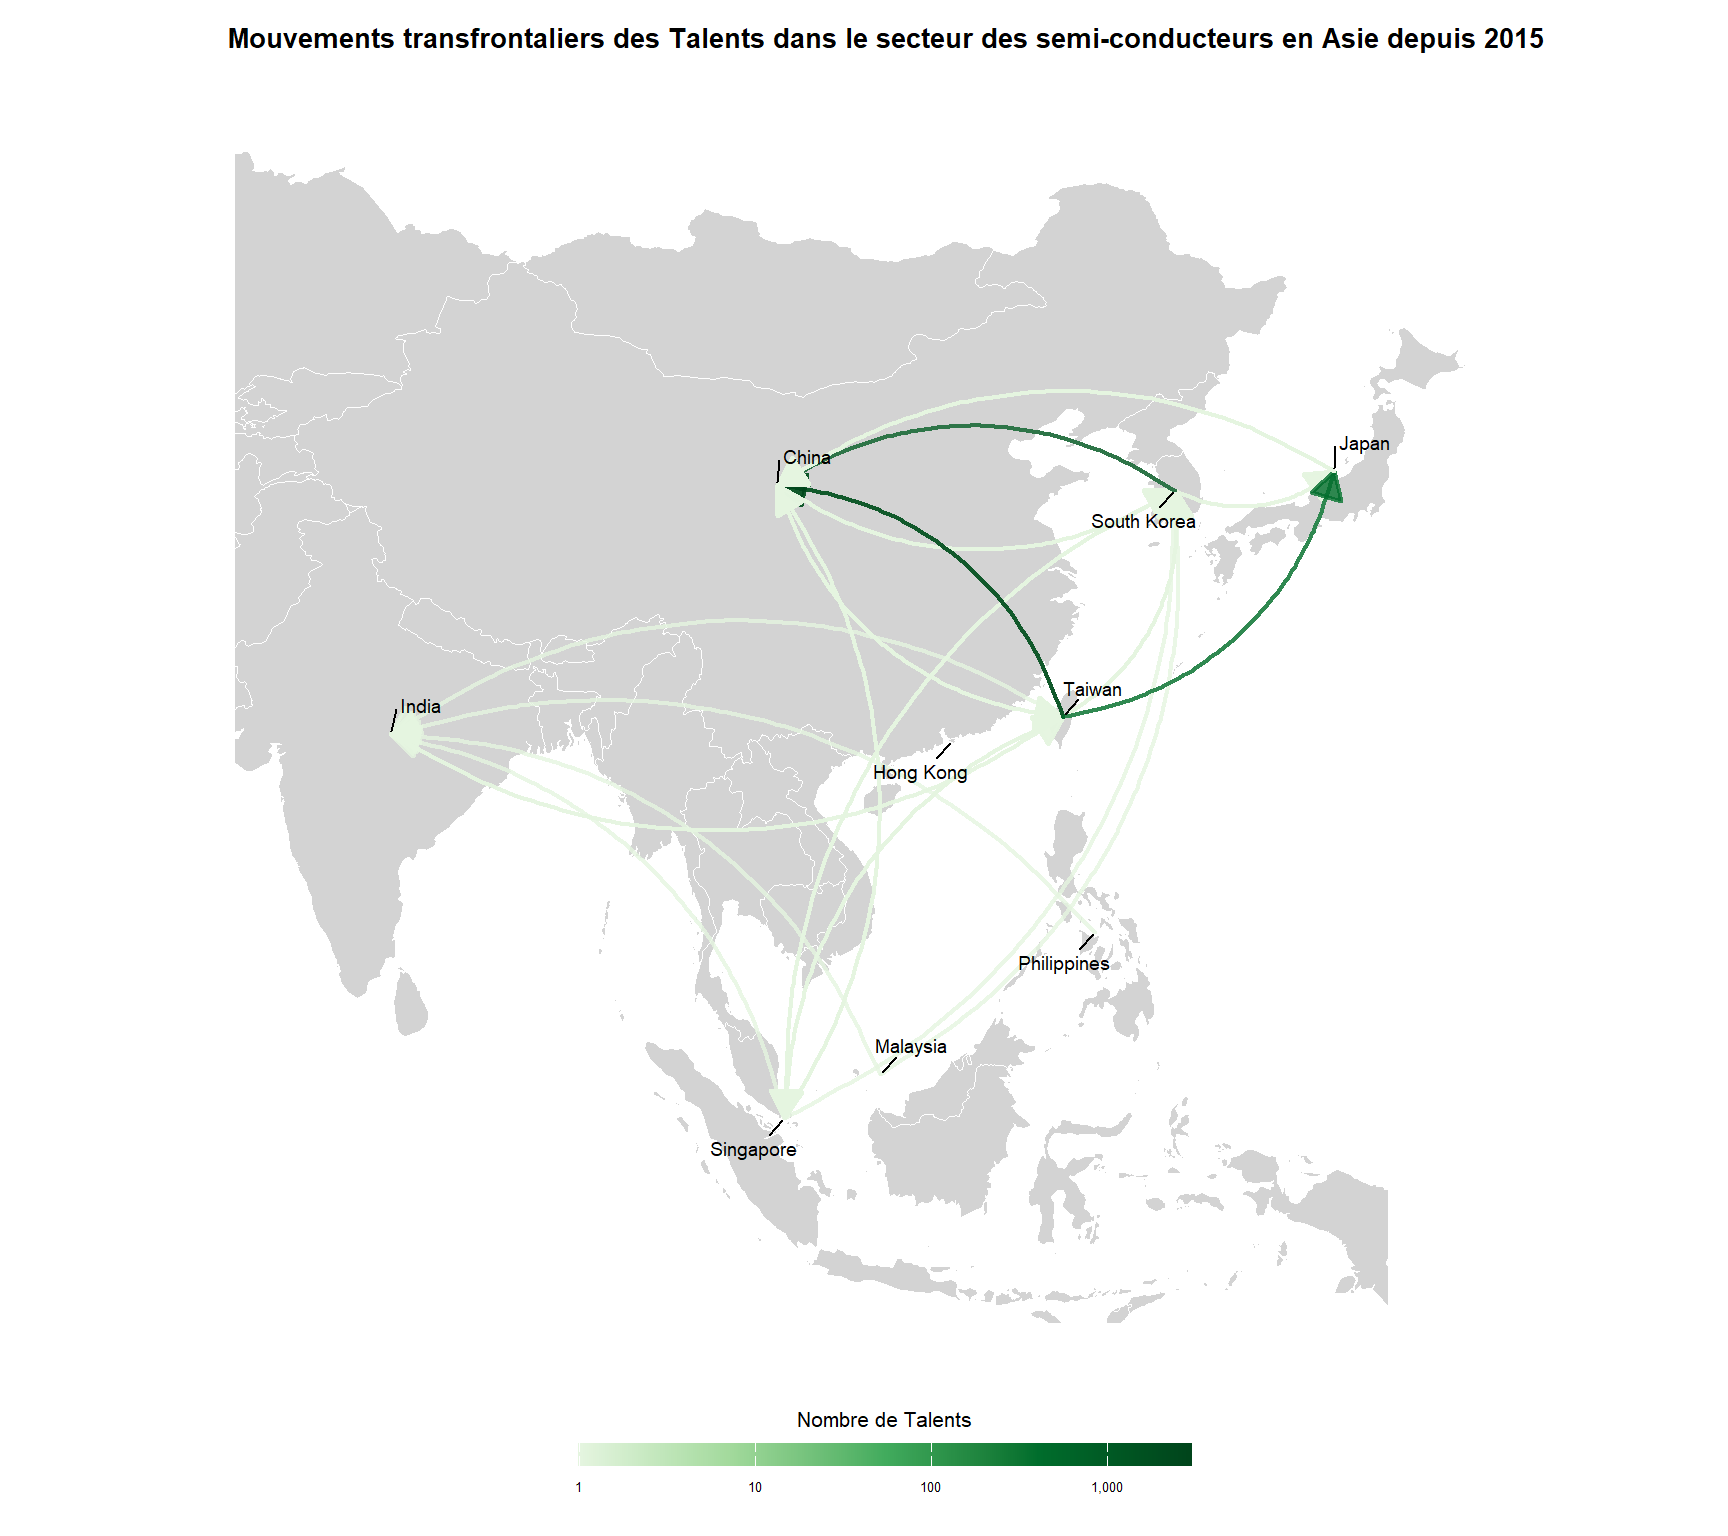 Mouvements transfrontaliers des Talents dans le secteur des semi-conducteurs en Asie depuis 2015
Japan
China
South Korea
Taiwan
India
Hong Kong
Philippines
Malaysia
Singapore
Nombre de Talents
1 10 100 1,000